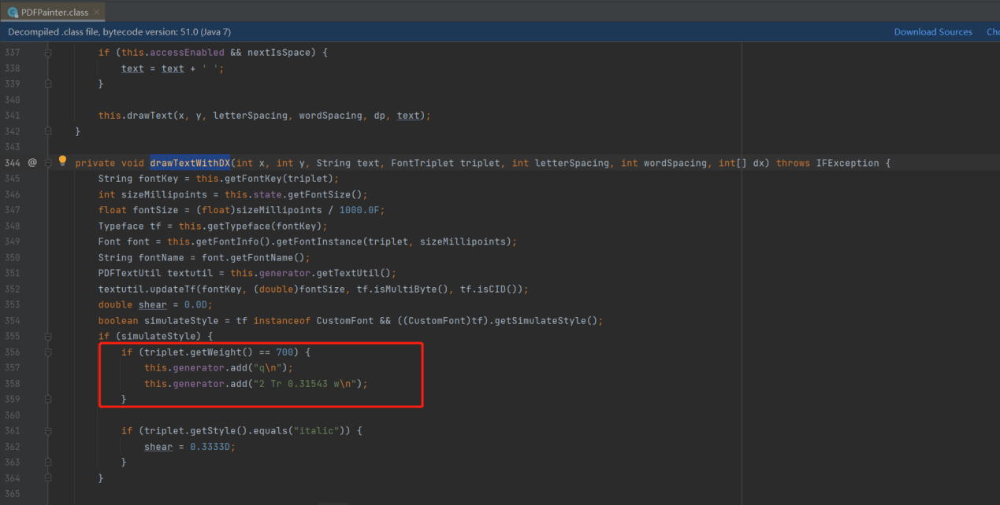 PDFPainter.class
Decompiled .class file, bytecode version: 51.0 (Java 7) Download Sources
337 if (this.accessEnabled && nextIsSpace) {
338 text = text + ' ';
339 }
340
341 this.drawText(x, y, letterSpacing, wordSpacing, dp, text);
342 }
343
344 @ private void drawTextWithDX(int x, int y, String text, FontTriplet triplet, int letterSpacing, int wordSpacing, int[] dx) throws IFException {
345 String fontKey = this.getFontKey(triplet);
346 int sizeMillipoints = this.state.getFontSize();
347 float fontSize = (float)sizeMillipoints / 1000.0F;
348 Typeface tf = this.getTypeface(fontKey);
349 Font font = this.getFontInfo().getFontInstance(triplet, sizeMillipoints);
350 String fontName = font.getFontName();
351 PDFTextUtil textutil = this.generator.getTextUtil();
352 textutil.updateTf(fontKey, (double)fontSize, tf.isMultiByte(), tf.isCID());
353 double shear = 0.0D;
354 boolean simulateStyle = tf instanceof CustomFont && ((CustomFont)tf).getSimulateStyle();
355 if (simulateStyle) {
356 if (triplet.getWeight() == 700) {
357 this.generator.add("q\n");
358 this.generator.add("2 Tr 0.31543 w\n");
359 }
360
361 if (triplet.getStyle().equals("italic")) {
362 shear = 0.3333D;
363 }
364 }
365